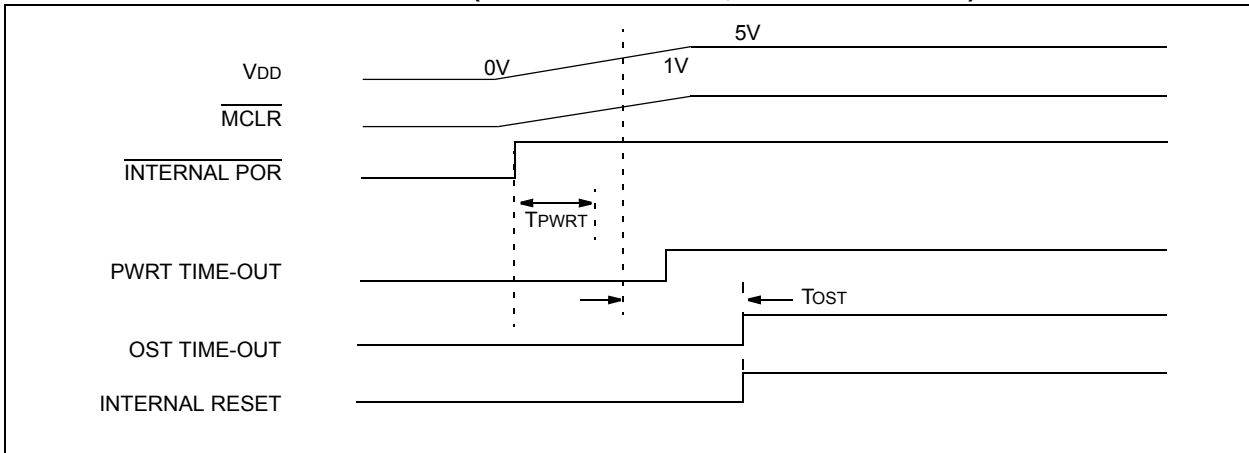 5V
VDD 0V 1V
MCLR
INTERNAL POR
TPWRT
PWRT TIME-OUT
TOST
OST TIME-OUT
INTERNAL RESET